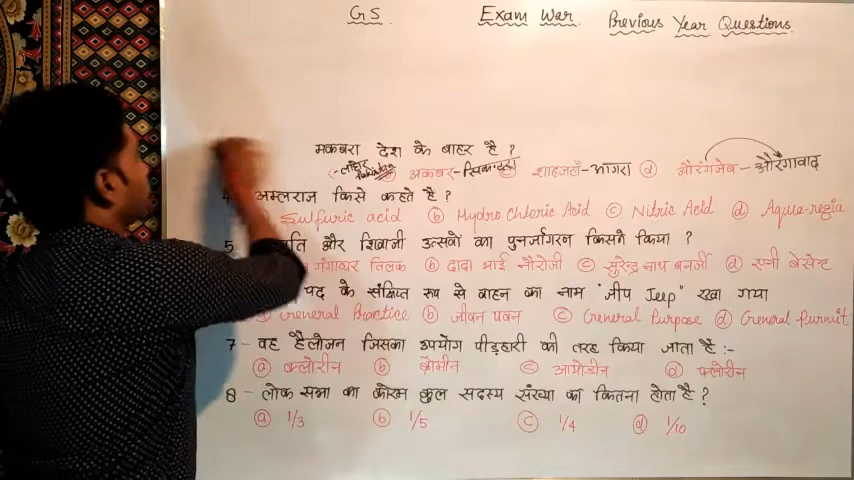 GS. Exam War. Previous Year Questions.
मकबरा देश के बाहर है ?
अकबर - सिकन्दरा शाहजहाँ - आगरा ⓓ औरंगजेब - औरंगावाद
4 अम्लराज किसे कहते है ?
Sulfuric acid ⓑ Hydro Chloric Acid ⓒ Nitric Acid ⓓ Aqua-regia
5 और शिवाजी उत्सवों का पुनर्जागरन किसने किया ?
गंगाधर तिलक ⓑ दादा भाई नौरोजी ⓒ सुरेन्द्र नाथ बनर्जी ⓓ एनी बेसेन्ट
पद के संक्षिप्त रूप से वाहन का नाम "जीप Jeep" रखा गया
General Practice ⓑ जीवन पवन ⓒ General Purpose ⓓ General Purnuit
7 - वह हैलोजन जिसका उपयोग पीड़हारी की तरह किया जाता है :-
ⓐ क्लोरीन ⓑ ब्रोमीन ⓒ आयोडीन ⓓ फ्लोरीन
8 - लोक सभा का कोरम कुल सदस्य संख्या का कितना होता है ?
ⓐ 1/3 ⓑ 1/5 ⓒ 1/4 ⓓ 1/10